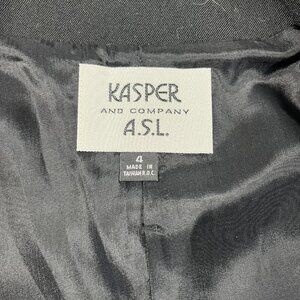 KASPER
AND COMPANY
A.S.L.
4
MADE IN
TAIWAN R.O.C.